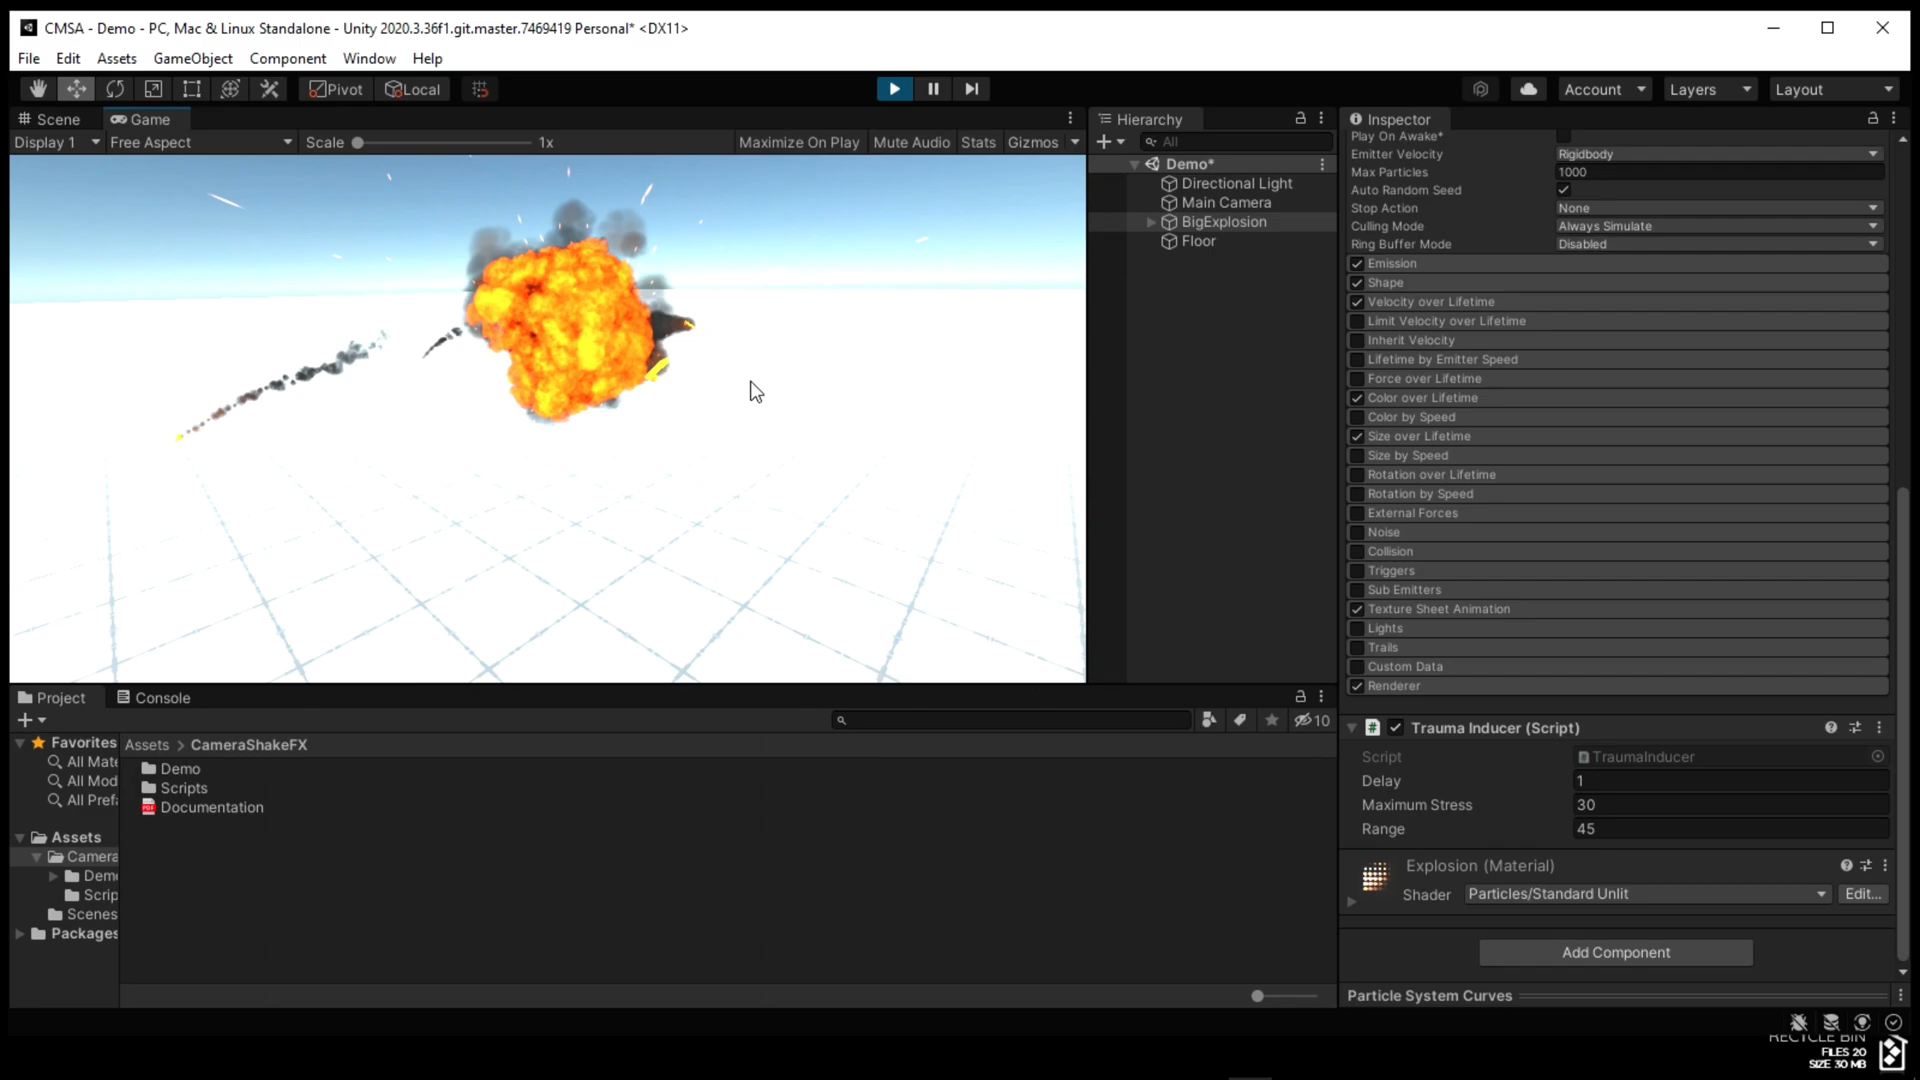 CMSA - Demo - PC, Mac & Linux Standalone - Unity 2020.3.36f1.git.master.7469419 Personal* <DX11>
File Edit Assets GameObject Component Window Help
Pivot Local Account Layers Layout
Scene Game
Display 1 Free Aspect Scale 1x Maximize On Play Mute Audio Stats Gizmos
Hierarchy
All
Demo*
Directional Light
Main Camera
BigExplosion
Floor
Inspector
Play On Awake*
Emitter Velocity Rigidbody
Max Particles 1000
Auto Random Seed
Stop Action None
Culling Mode Always Simulate
Ring Buffer Mode Disabled
Emission
Shape
Velocity over Lifetime
Limit Velocity over Lifetime
Inherit Velocity
Lifetime by Emitter Speed
Force over Lifetime
Color over Lifetime
Color by Speed
Size over Lifetime
Size by Speed
Rotation over Lifetime
Rotation by Speed
External Forces
Noise
Collision
Triggers
Sub Emitters
Texture Sheet Animation
Lights
Trails
Custom Data
Renderer
# Trauma Inducer (Script)
Script TraumaInducer
Delay 1
Maximum Stress 30
Range 45
Explosion (Material)
Shader Particles/Standard Unlit Edit...
Add Component
Particle System Curves
Project Console
10
Favorites
All Mate
All Mod
All Prefa
Assets
Camera
Demo
Scrip
Scenes
Packages
Assets > CameraShakeFX
Demo
Scripts
PDF Documentation
RECYCLE BIN
FILES 20
SIZE 30 MB